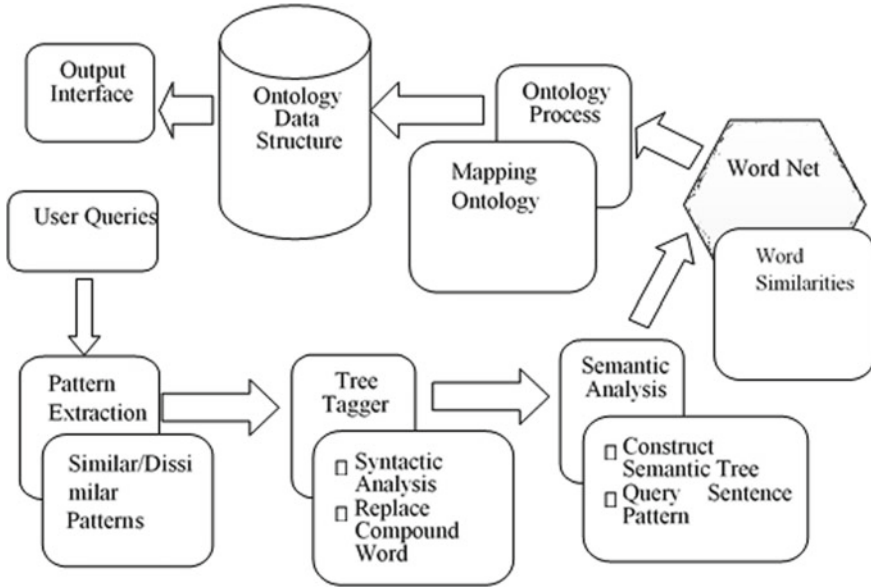 Output
Interface
Ontology
Data
Structure
Ontology
Process
Mapping
Ontology
Word Net
Word
Similarities
User Queries
Pattern
Extraction
Similar/Dissi
milar
Patterns
Tree
Tagger
Syntactic
Analysis
Replace
Compound
Word
Semantic
Analysis
Construct
Semantic Tree
Query Sentence
Pattern